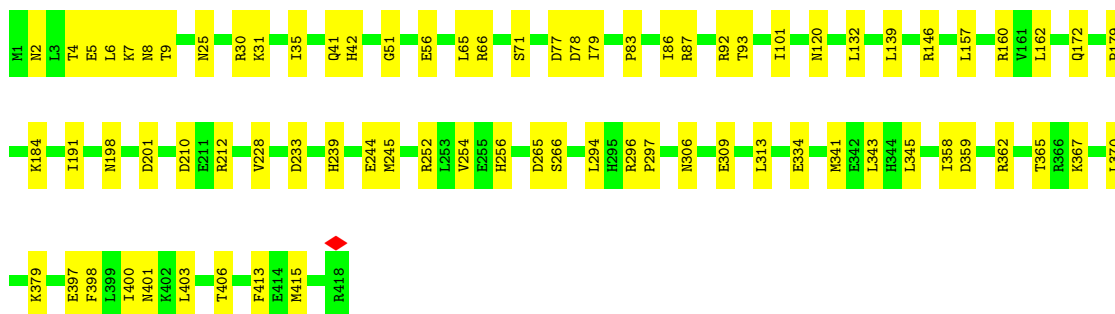 M1 N2 L3 T4 E5 L6 K7 N8 T9 N25 R30 K31 I35 Q41 H42 G51 E56 L65 R66 S71 D77 D78 I79 P83 I86 R87 R92 T93 I101 N120 L132 L139 R146 L157 R160 V161 L162 Q172
K184 I191 N198 D201 D210 E211 R212 V228 D233 H239 E244 M245 R252 L253 V254 E255 H256 D265 S266 L294 H295 R296 P297 N306 E309 L313 E334 M341 E342 L343 H344 L345 I358 D359 R362 T365 R366 K367
K379 E397 F398 L399 I400 N401 K402 L403 T406 F413 E414 M415 R418